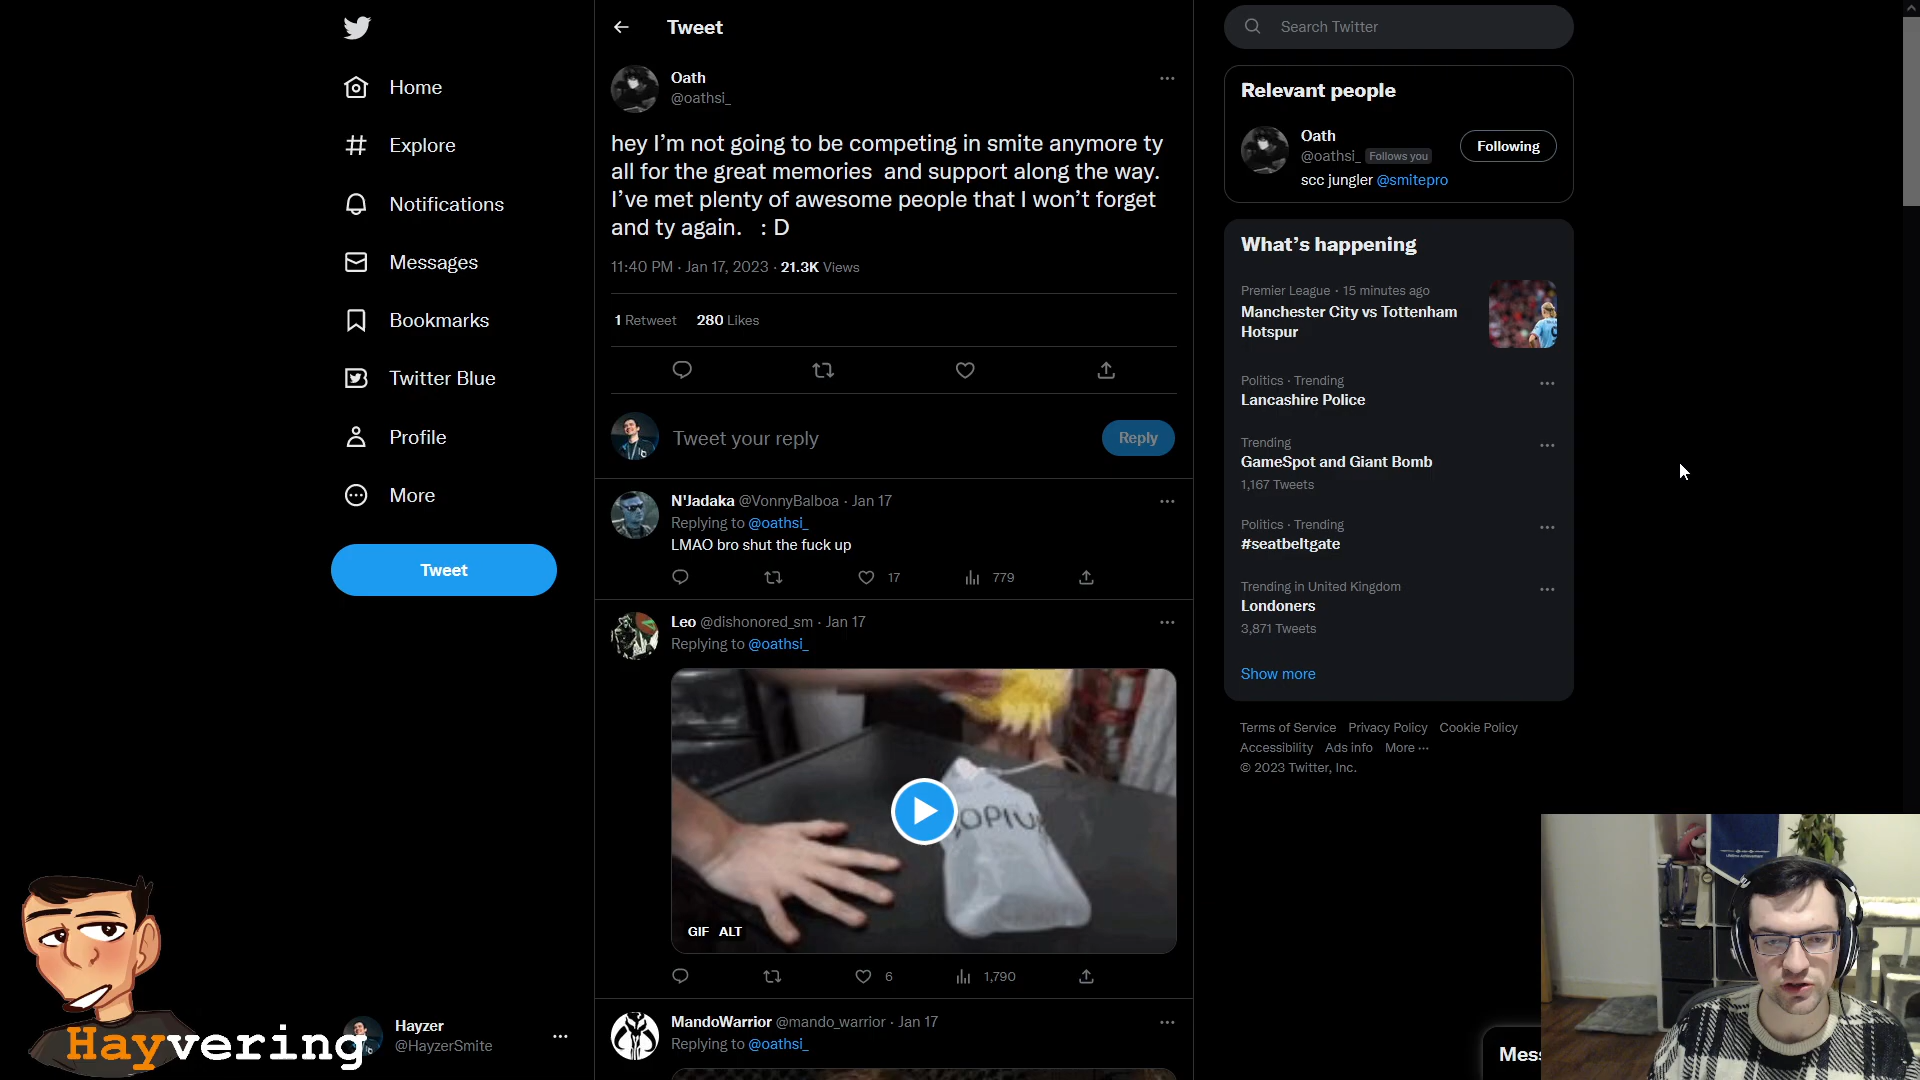 Home
Explore
Notifications
Messages
Bookmarks
Twitter Blue
Profile
More
Tweet
Hayzer
@HayzerSmite
Hayvering
Tweet
Oath
@oathsi_
hey I’m not going to be competing in smite anymore ty
all for the great memories and support along the way.
I’ve met plenty of awesome people that I won’t forget
and ty again. : D
11:40 PM · Jan 17, 2023 · 21.3K Views
1 Retweet 280 Likes
Tweet your reply
Reply
N'Jadaka @VonnyBalboa · Jan 17
Replying to @oathsi_
LMAO bro shut the fuck up
17 779
Leo @dishonored_sm · Jan 17
Replying to @oathsi_
GIF ALT
6 1,790
MandoWarrior @mando_warrior · Jan 17
Replying to @oathsi_
Search Twitter
Relevant people
Oath
@oathsi_ Follows you
Following
scc jungler @smitepro
What’s happening
Premier League · 15 minutes ago
Manchester City vs Tottenham
Hotspur
Politics · Trending
Lancashire Police
Trending
GameSpot and Giant Bomb
1,167 Tweets
Politics · Trending
#seatbeltgate
Trending in United Kingdom
Londoners
3,871 Tweets
Show more
Terms of Service Privacy Policy Cookie Policy
Accessibility Ads info More ···
© 2023 Twitter, Inc.
Mess